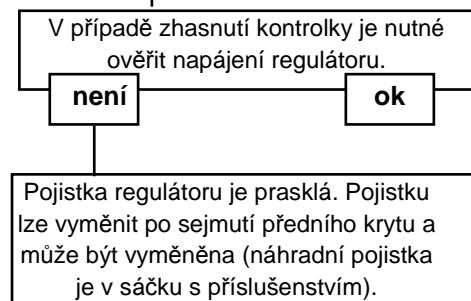 V případě zhasnutí kontrolky je nutné
ověřit napájení regulátoru.
není
ok
Pojistka regulátoru je prasklá. Pojistku
lze vyměnit po sejmutí předního krytu a
může být vyměněna (náhradní pojistka
je v sáčku s příslušenstvím).